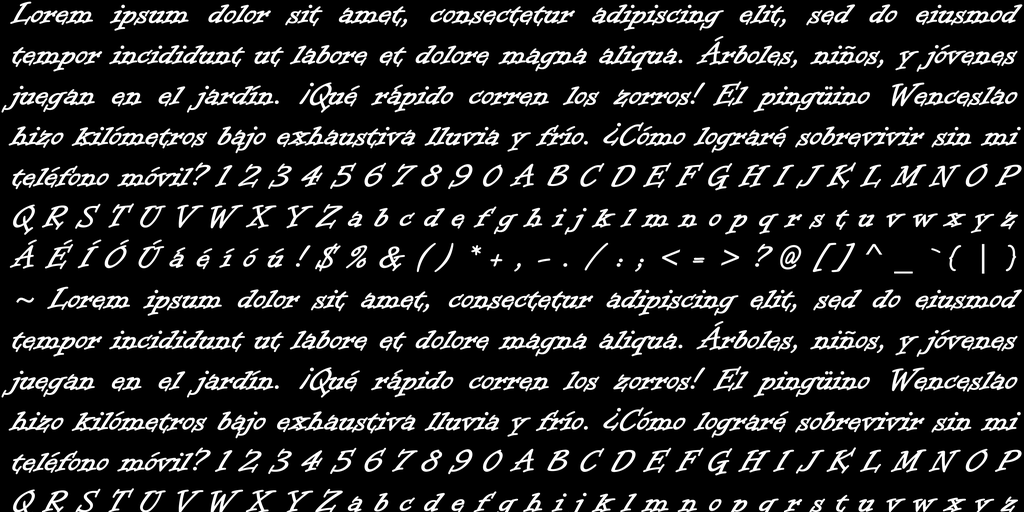 Lorem ipsum dolor sit amet, consectetur adipiscing elit, sed do eiusmod
tempor incididunt ut labore et dolore magna aliqua. Árboles, niños, y jóvenes
juegan en el jardín. ¡Qué rápido corren los zorros! El pingüino Wenceslao
hizo kilómetros bajo exhaustiva lluvia y frío. ¿Cómo lograré sobrevivir sin mi
teléfono móvil? 1 2 3 4 5 6 7 8 9 0 A B C D E F G H I J K L M N O P
Q R S T U V W X Y Z a b c d e f g h i j k l m n o p q r s t u v w x y z
Á É Í Ó Ú á é í ó ú ! $ % & ( ) * + , - . / : ; < = > ? @ [ ] ^ _ ` { | }
~ Lorem ipsum dolor sit amet, consectetur adipiscing elit, sed do eiusmod
tempor incididunt ut labore et dolore magna aliqua. Árboles, niños, y jóvenes
juegan en el jardín. ¡Qué rápido corren los zorros! El pingüino Wenceslao
hizo kilómetros bajo exhaustiva lluvia y frío. ¿Cómo lograré sobrevivir sin mi
teléfono móvil? 1 2 3 4 5 6 7 8 9 0 A B C D E F G H I J K L M N O P
Q R S T U V W X Y Z a b c d e f g h i j k l m n o p q r s t u v w x y z